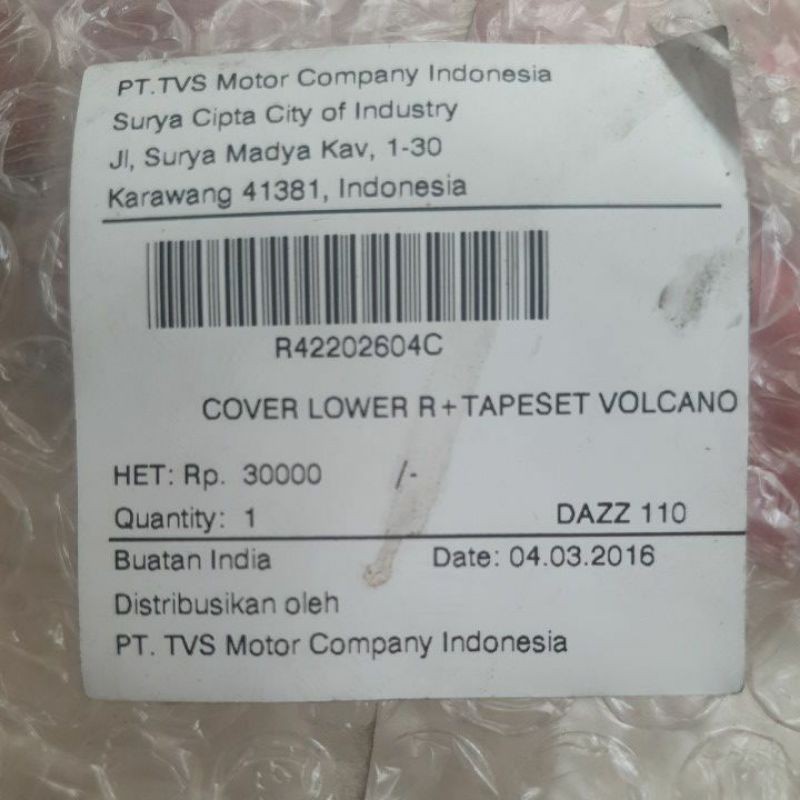 PT.TVS Motor Company Indonesia
Surya Cipta City of Industry
Jl, Surya Madya Kav, 1-30
Karawang 41381, Indonesia
R42202604C
COVER LOWER R+TAPESET VOLCANO
HET: Rp. 30000 /-
Quantity: 1 DAZZ 110
Buatan India Date: 04.03.2016
Distribusikan oleh
PT. TVS Motor Company Indonesia